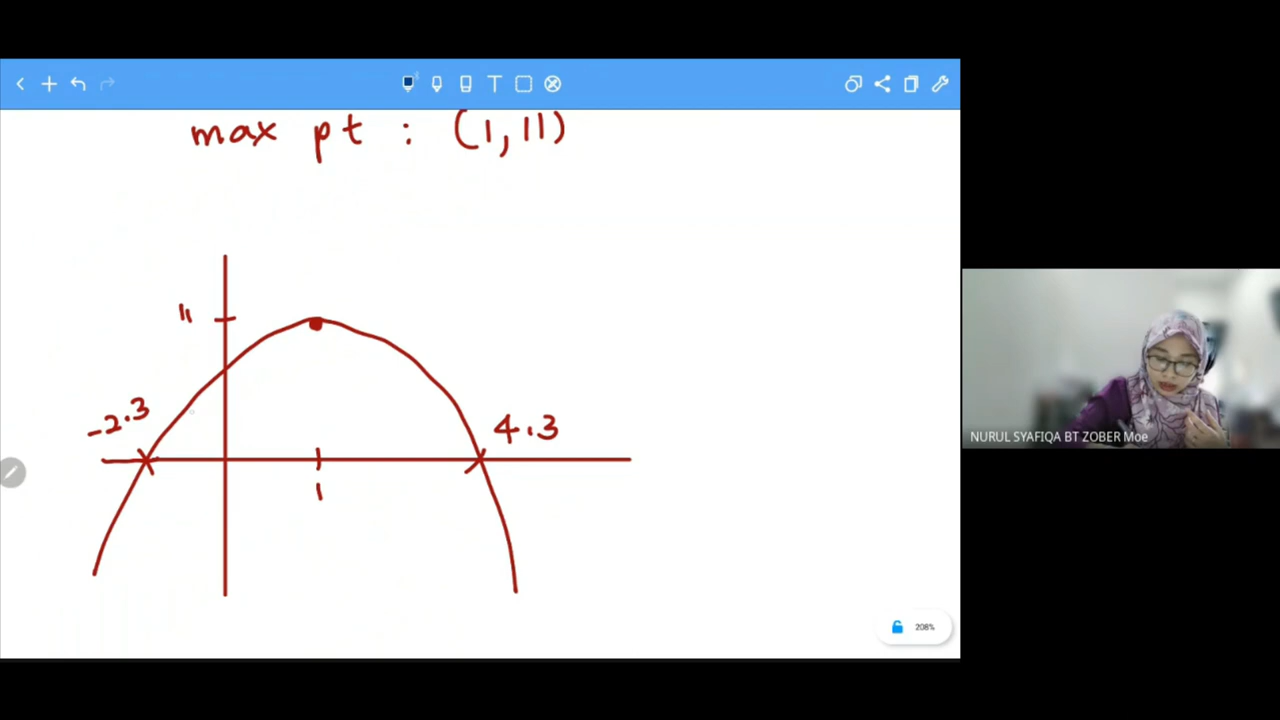 max pt : (1, 11)
11
-2.3
4.3
1
NURUL SYAFIQA BT ZOBER Moe
208%